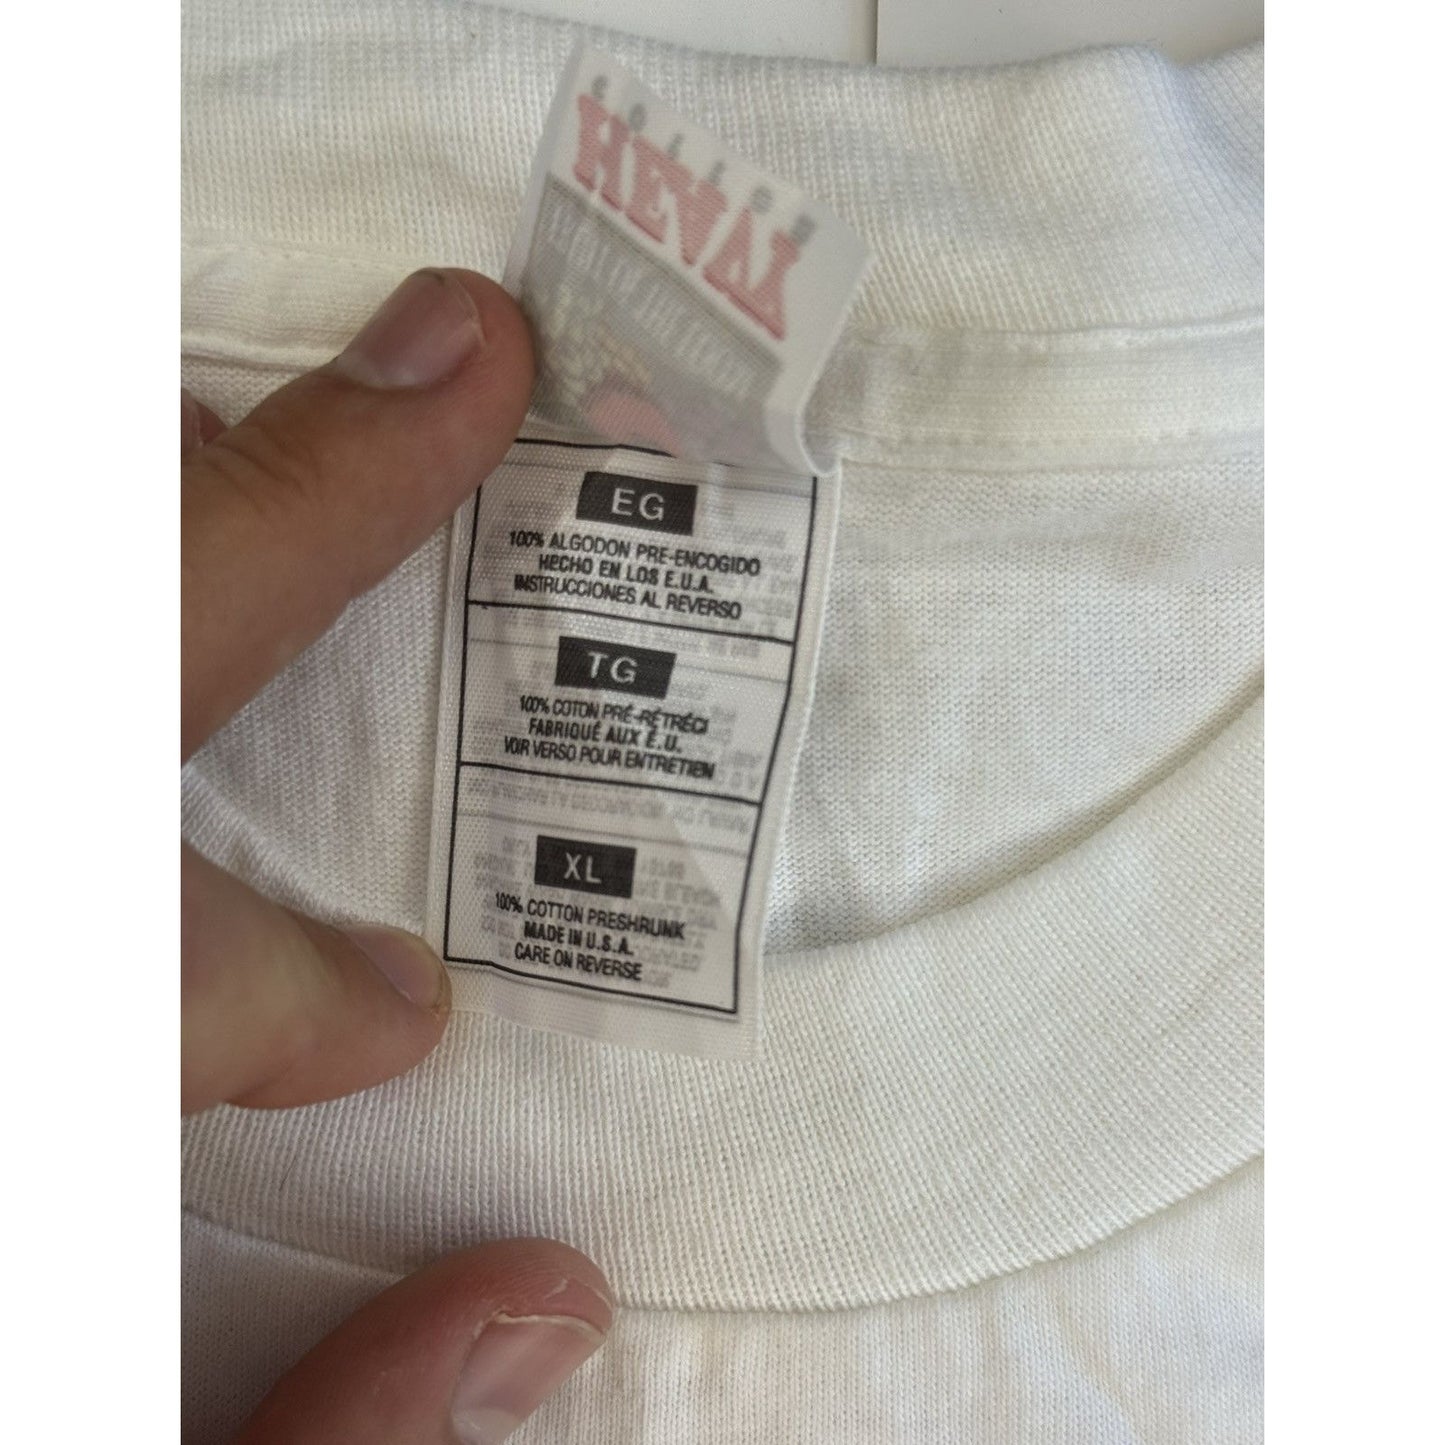 COTTON
EG
100% ALGODON PRE-ENCOGIDO
HECHO EN LOS E.U.A.
INSTRUCCIONES AL REVERSO
TG
100% COTON PRÉ-RÉTRÉCI
FABRIQUÉ AUX É.U.
VOIR VERSO POUR ENTRETIEN
XL
100% COTTON PRESHRUNK
MADE IN U.S.A.
CARE ON REVERSE